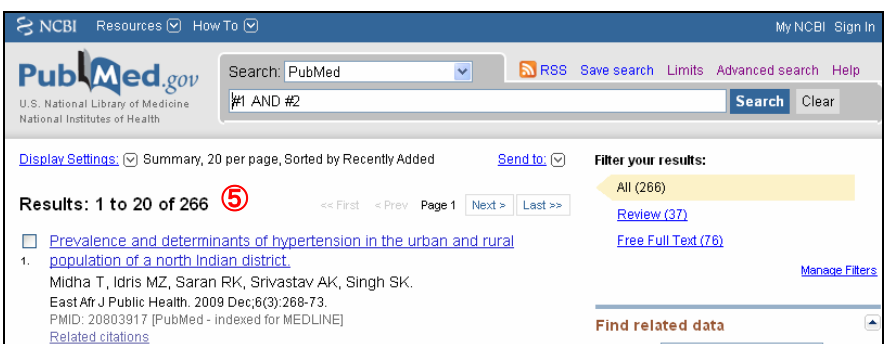 NCBI Resources How To My NCBI Sign In
PubMed.gov
U.S. National Library of Medicine
National Institutes of Health
Search: PubMed
RSS Save search Limits Advanced search Help
#1 AND #2
Search Clear
Display Settings: Summary, 20 per page, Sorted by Recently Added Send to:
Results: 1 to 20 of 266 ⑤ << First < Prev Page 1 Next > Last >>
1. Prevalence and determinants of hypertension in the urban and rural
population of a north Indian district.
Midha T, Idris MZ, Saran RK, Srivastav AK, Singh SK.
East Afr J Public Health. 2009 Dec;6(3):268-73.
PMID: 20803917 [PubMed - indexed for MEDLINE]
Related citations
Filter your results:
All (266)
Review (37)
Free Full Text (76)
Manage Filters
Find related data